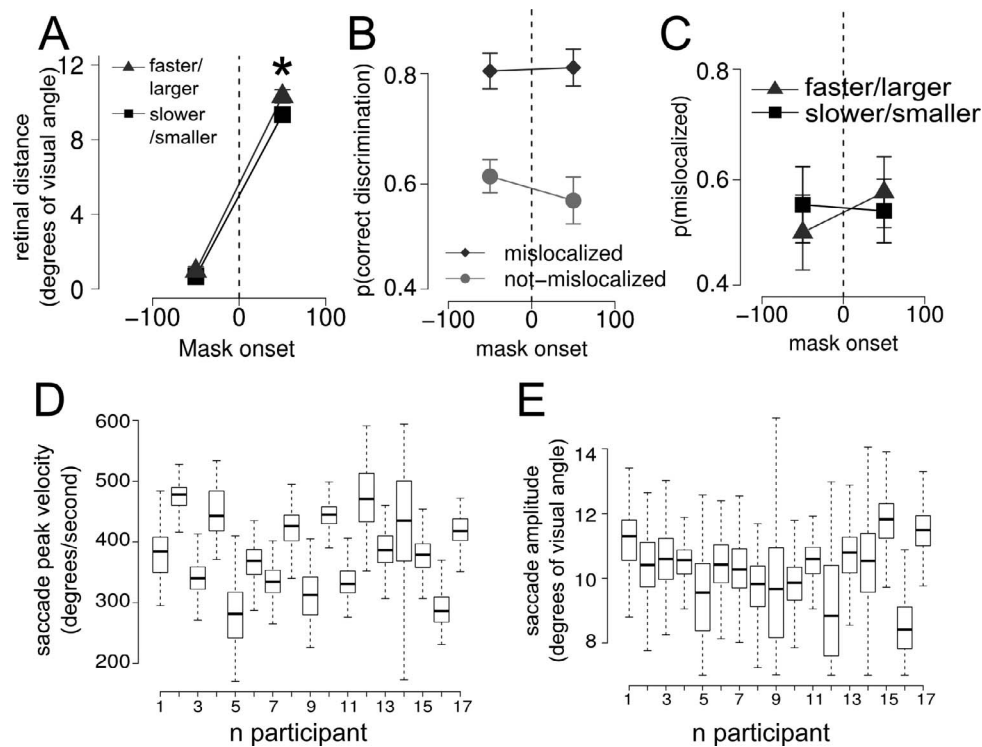 A
12
8
4
0
retinal distance
(degrees of visual angle)
faster/
larger
slower
/smaller
*
−100
0
100
Mask onset
B
0.8
0.6
0.4
p(correct discrimination)
mislocalized
not−mislocalized
−100
0
100
mask onset
C
0.8
0.6
0.4
p(mislocalized)
faster/larger
slower/smaller
−100
0
100
mask onset
D
600
500
400
300
200
saccade peak velocity
(degrees/second)
1 3 5 7 9 11 13 15 17
n participant
E
14
12
10
8
saccade amplitude
(degrees of visual angle)
1 3 5 7 9 11 13 15 17
n participant